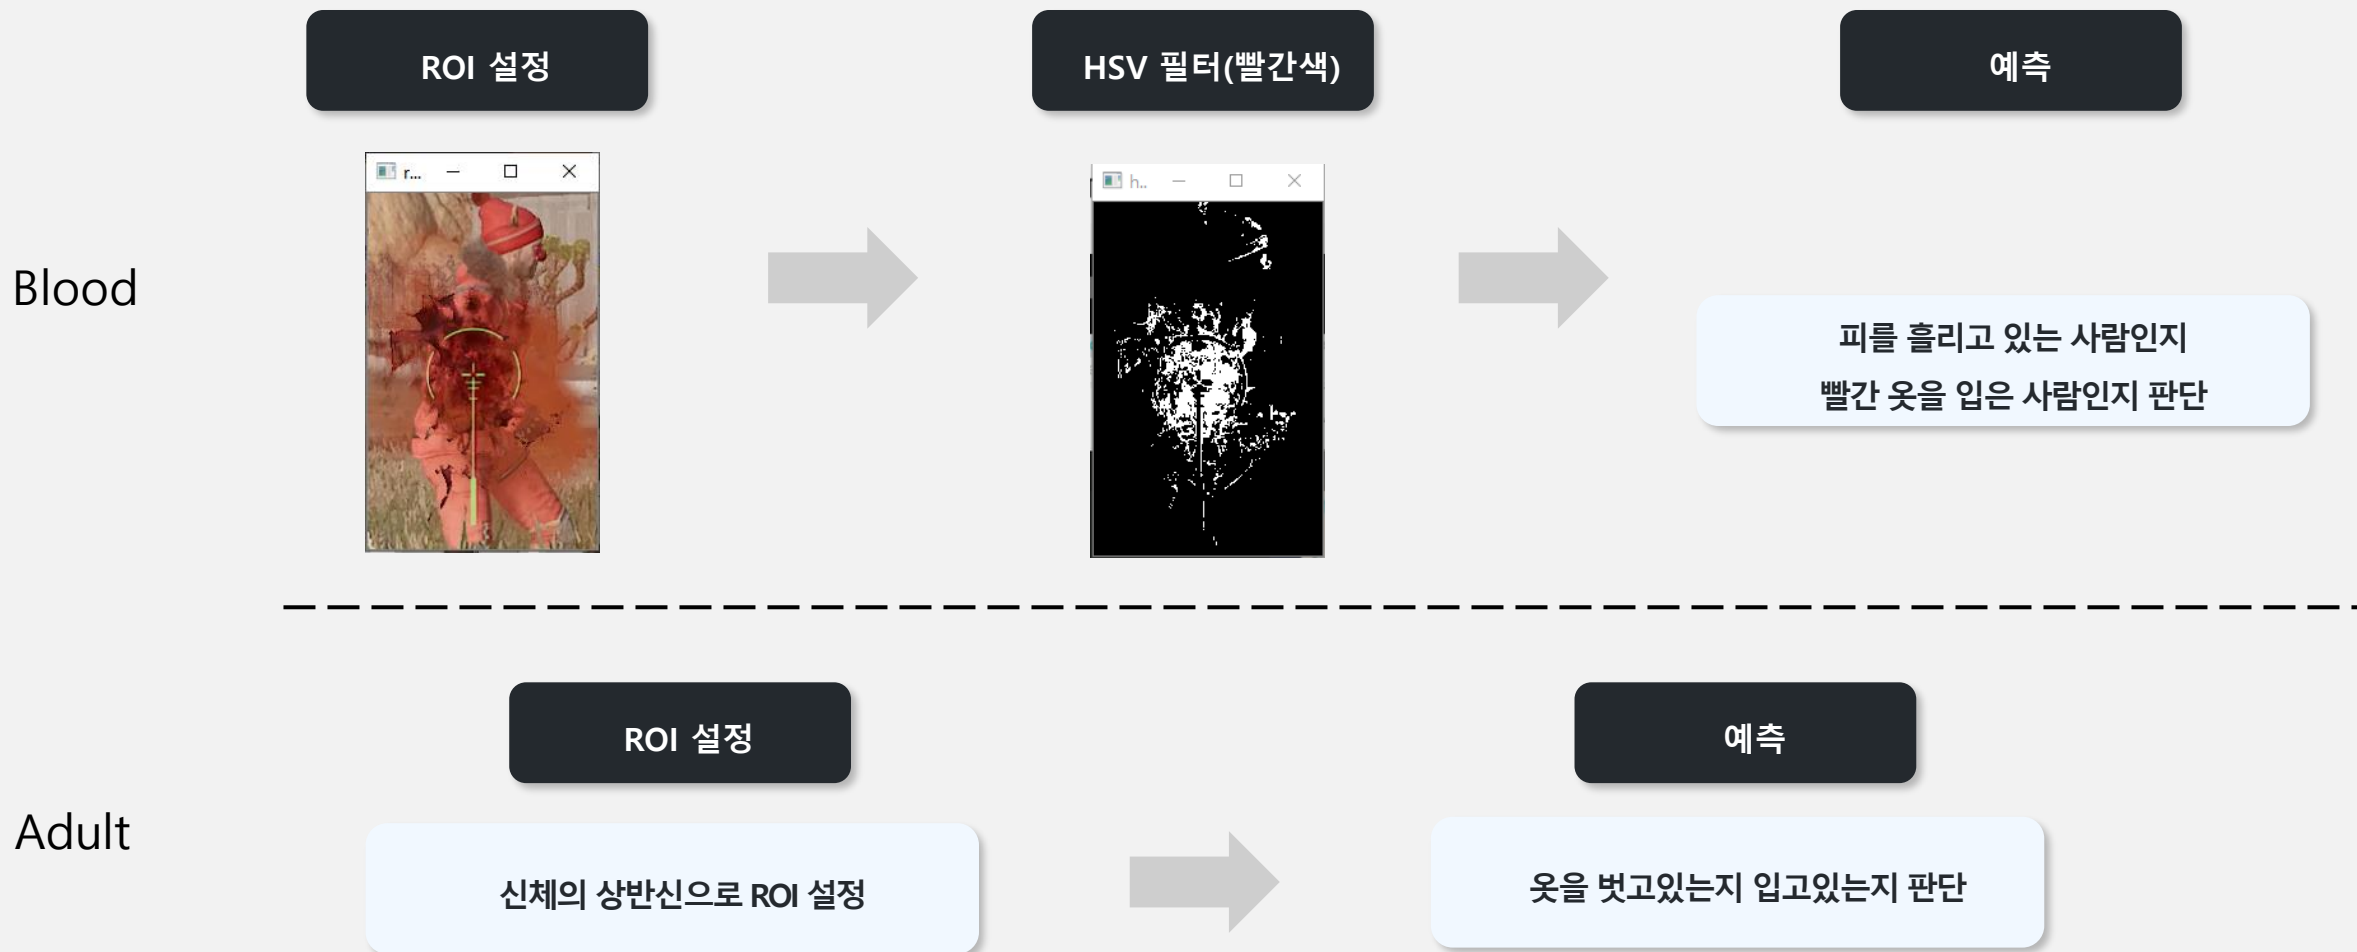 ROI 설정
HSV 필터(빨간색)
예측
r...
h..
Blood
피를 흘리고 있는 사람인지
빨간 옷을 입은 사람인지 판단
ROI 설정
예측
Adult
신체의 상반신으로 ROI 설정
옷을 벗고있는지 입고있는지 판단